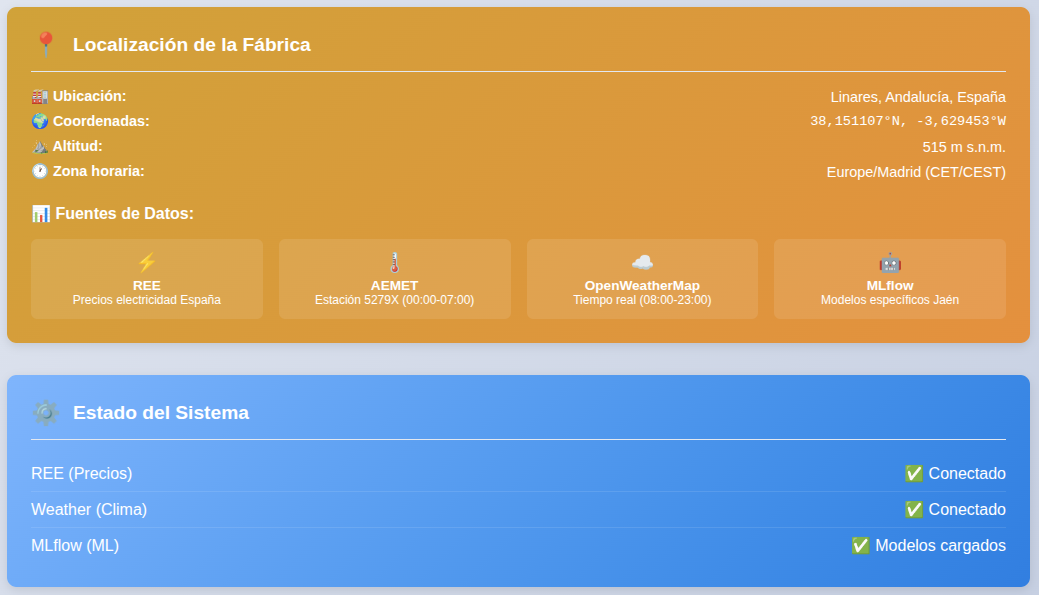 📍 Localización de la Fábrica
🏭 Ubicación: Linares, Andalucía, España
🌍 Coordenadas: 38,151107°N, -3,629453°W
⛰️ Altitud: 515 m s.n.m.
🕐 Zona horaria: Europe/Madrid (CET/CEST)
📊 Fuentes de Datos:
⚡
REE
Precios electricidad España
🌡️
AEMET
Estación 5279X (00:00-07:00)
☁️
OpenWeatherMap
Tiempo real (08:00-23:00)
🤖
MLflow
Modelos específicos Jaén
⚙️ Estado del Sistema
REE (Precios) ✅ Conectado
Weather (Clima) ✅ Conectado
MLflow (ML) ✅ Modelos cargados